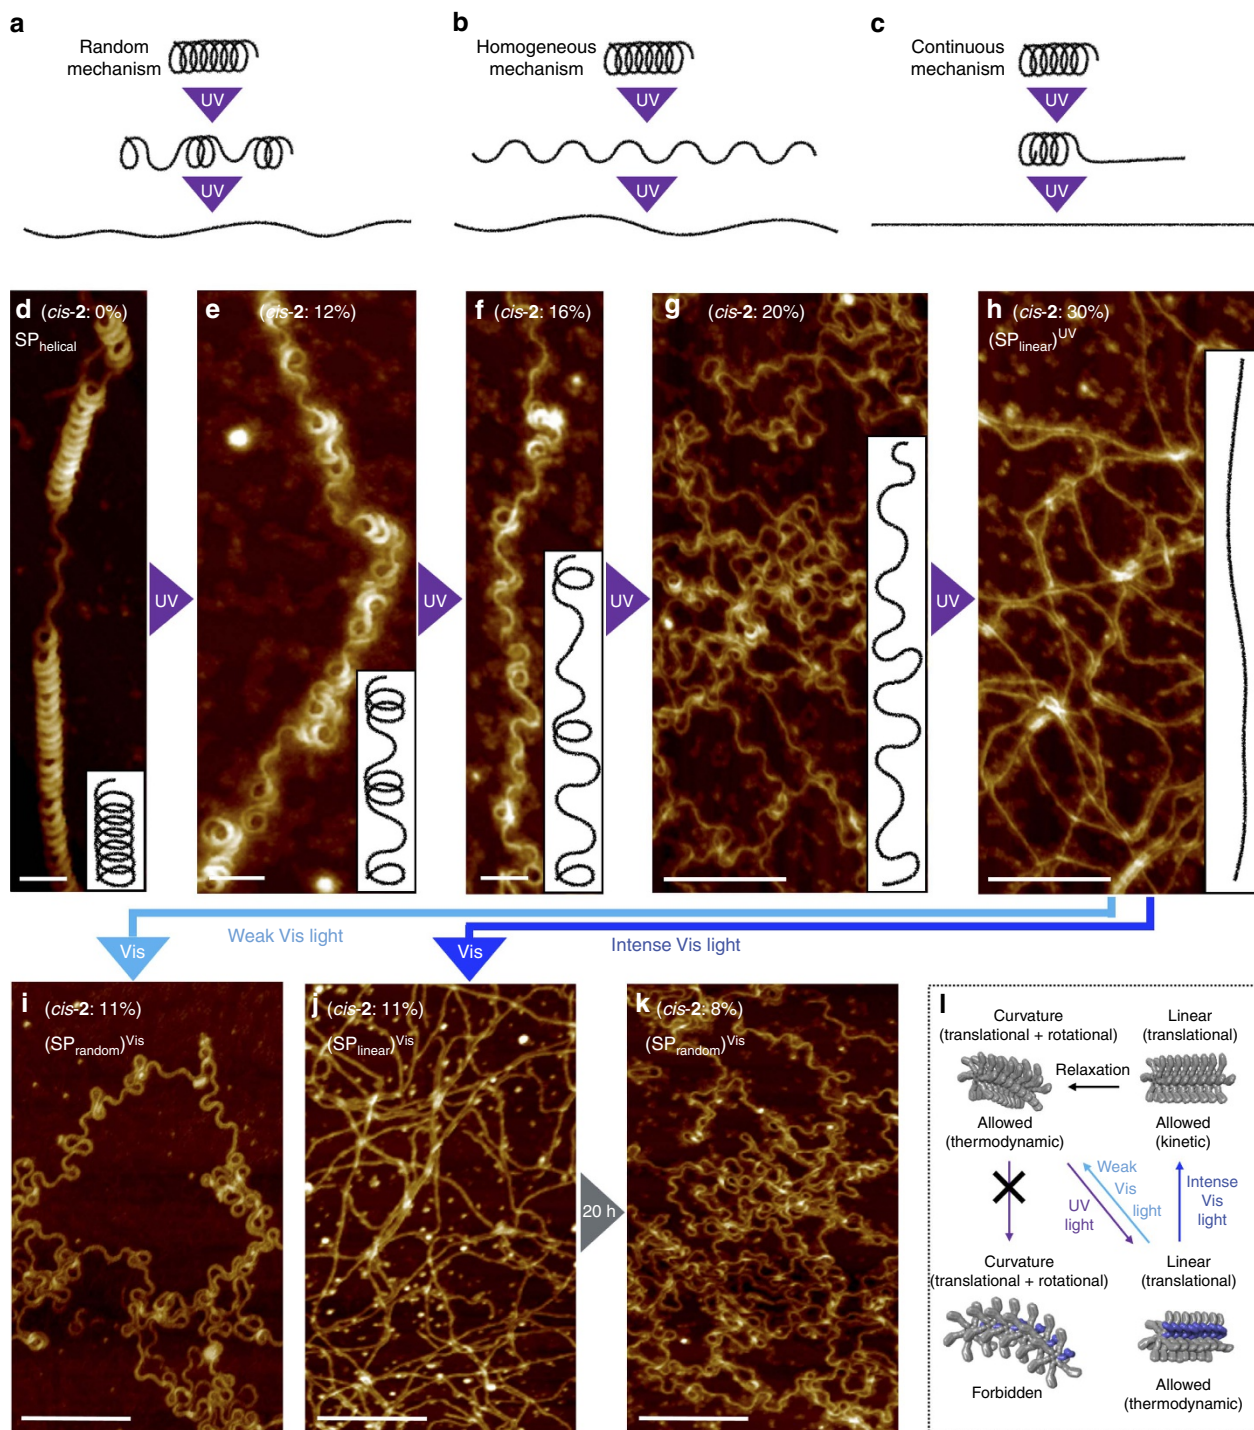 a
Random
mechanism
UV
UV
b
Homogeneous
mechanism
UV
UV
c
Continuous
mechanism
UV
UV
d
(cis-2: 0%)
SPhelical
UV
e
(cis-2: 12%)
UV
f
(cis-2: 16%)
UV
g
(cis-2: 20%)
UV
h
(cis-2: 30%)
(SPlinear)UV
Weak Vis light
Vis
Intense Vis light
Vis
i
(cis-2: 11%)
(SPrandom)Vis
j
(cis-2: 11%)
(SPlinear)Vis
20 h
k
(cis-2: 8%)
(SPrandom)Vis
l
Curvature
(translational + rotational)
Linear
(translational)
Relaxation
Allowed
(thermodynamic)
Allowed
(kinetic)
Weak
Vis
light
UV
light
Intense
Vis
light
Curvature
(translational + rotational)
Linear
(translational)
Forbidden
Allowed
(thermodynamic)